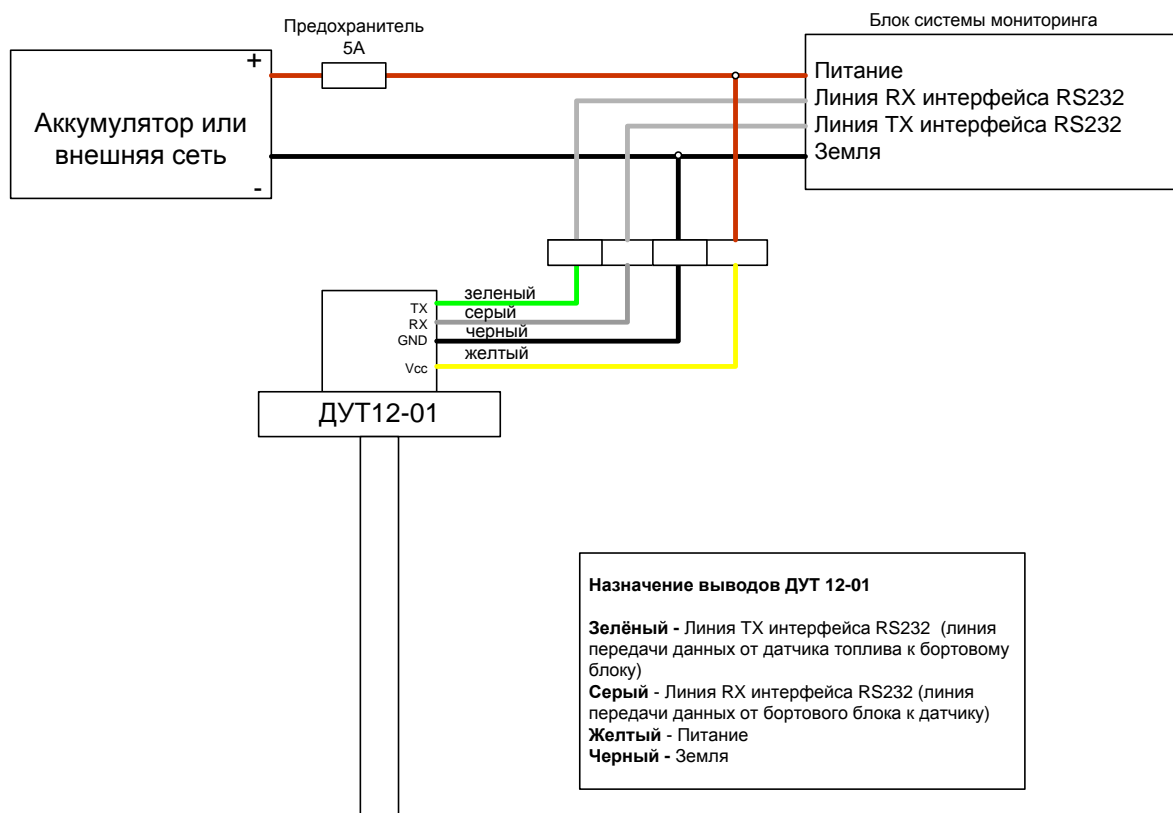 Предохранитель
5А
Блок системы мониторинга
+
Аккумулятор или
внешняя сеть
-
Питание
Линия RX интерфейса RS232
Линия TX интерфейса RS232
Земля
TX
RX
GND
Vcc
зеленый
серый
черный
желтый
ДУТ12-01
Назначение выводов ДУТ 12-01
Зелёный - Линия TX интерфейса RS232 (линия
передачи данных от датчика топлива к бортовому
блоку)
Серый - Линия RX интерфейса RS232 (линия
передачи данных от бортового блока к датчику)
Желтый - Питание
Черный - Земля